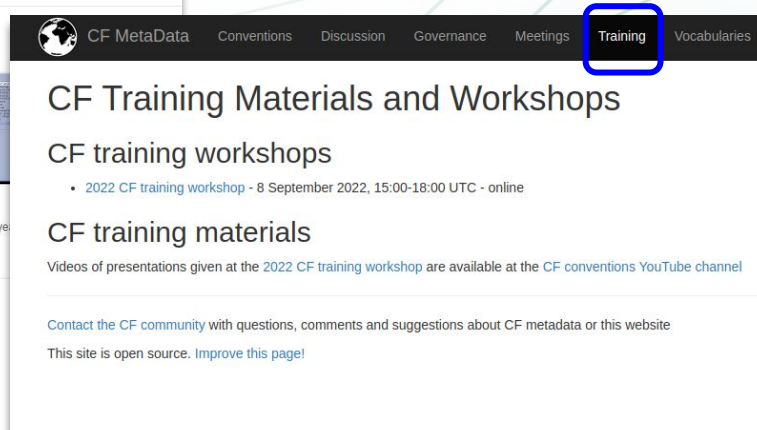 CF MetaData Conventions Discussion Governance Meetings Training Vocabularies
CF Training Materials and Workshops
CF training workshops
• 2022 CF training workshop - 8 September 2022, 15:00-18:00 UTC - online
CF training materials
Videos of presentations given at the 2022 CF training workshop are available at the CF conventions YouTube channel
Contact the CF community with questions, comments and suggestions about CF metadata or this website
This site is open source. Improve this page!